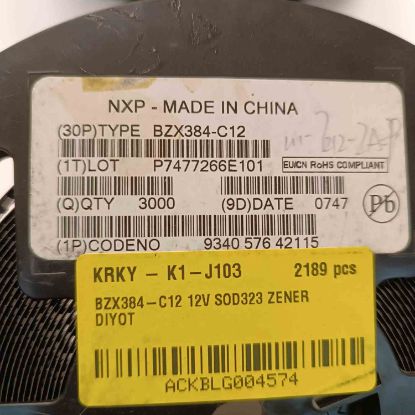 NXP - MADE IN CHINA
(30P)TYPE BZX384-C12
(1T)LOT P7477266E101
EU/CN RoHS COMPLIANT
(Q)QTY 3000 (9D)DATE 0747
Pb
(1P)CODENO 9340 576 42115
KRKY - K1-J103 2189 pcs
BZX384-C12 12V SOD323 ZENER
DIYOT
ACKBLG004574